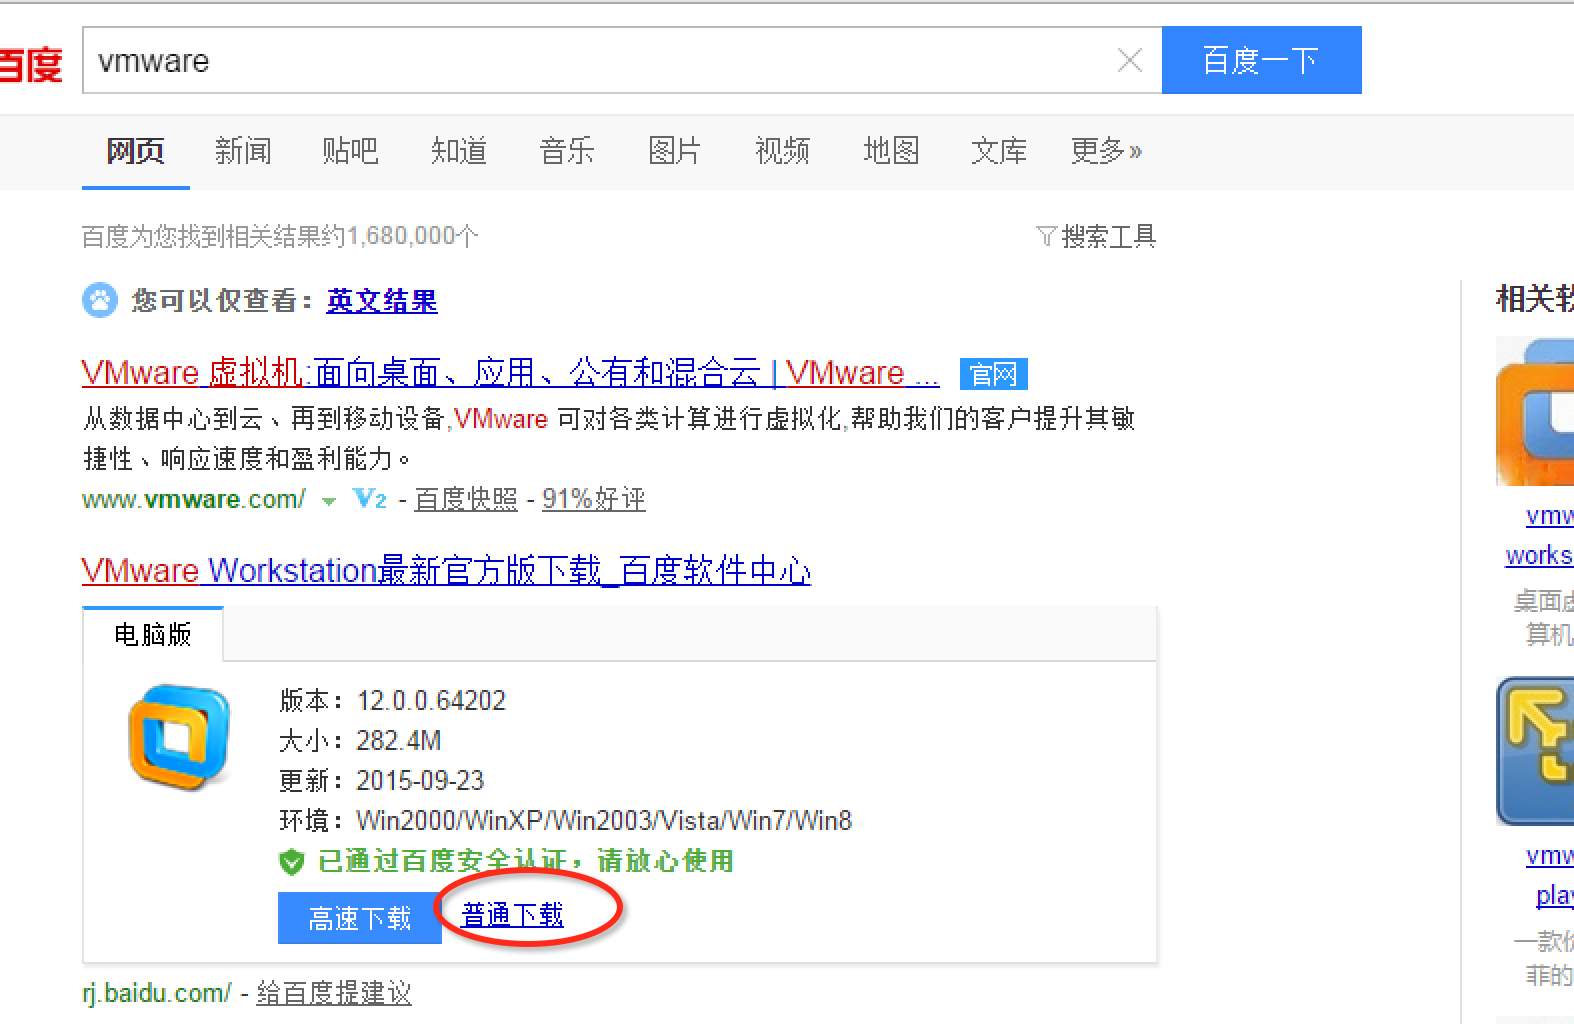 百度 vmware 百度一下
网页 新闻 贴吧 知道 音乐 图片 视频 地图 文库 更多»
百度为您找到相关结果约1,680,000个 搜索工具
您可以仅查看：英文结果
VMware 虚拟机:面向桌面、应用、公有和混合云 | VMware ... 官网
从数据中心到云、再到移动设备,VMware 可对各类计算进行虚拟化,帮助我们的客户提升其敏
捷性、响应速度和盈利能力。
www.vmware.com/ V2 - 百度快照 - 91%好评
VMware Workstation最新官方版下载_百度软件中心
电脑版
版本： 12.0.0.64202
大小： 282.4M
更新： 2015-09-23
环境： Win2000/WinXP/Win2003/Vista/Win7/Win8
已通过百度安全认证，请放心使用
高速下载 普通下载
rj.baidu.com/ - 给百度提建议
相关软
vmw
works
桌面虚
算机
vmw
play
一款优
菲的